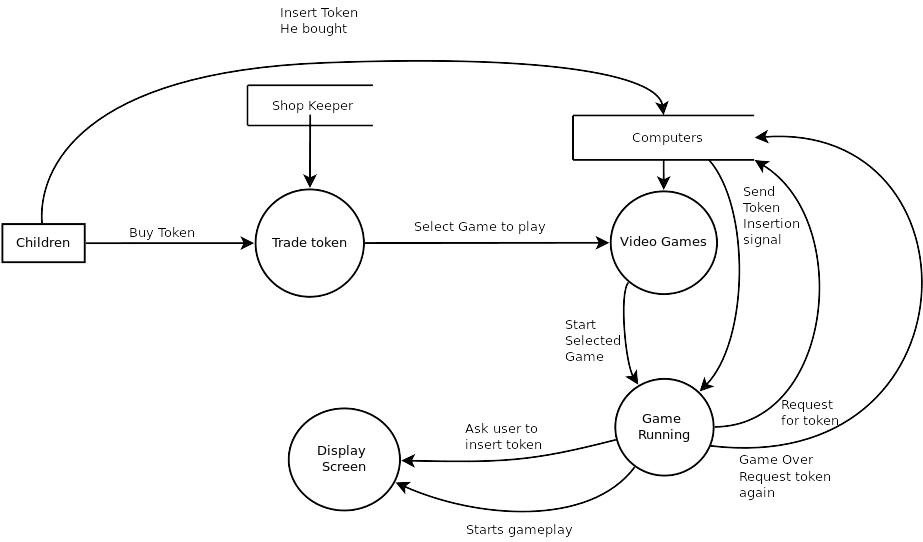 Insert Token
He bought
Shop Keeper
Computers
Send
Token
Insertion
signal
Children
Buy Token
Trade token
Select Game to play
Video Games
Start
Selected
Game
Request
for token
Game
Running
Ask user to
insert token
Display
Screen
Game Over
Request token
again
Starts gameplay